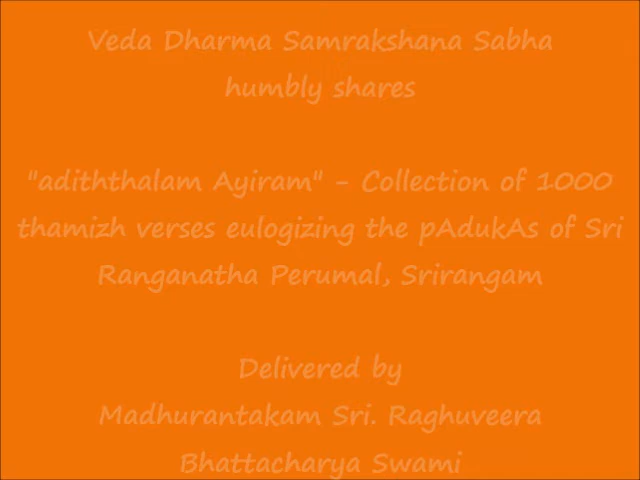 Veda Dharma Samrakshana Sabha
humbly shares
"adiththalam Ayiram" - Collection of 1000
thamizh verses eulogizing the pAdukAs of Sri
Ranganatha Perumal, Srirangam
Delivered by
Madhurantakam Sri. Raghuveera
Bhattacharya Swami